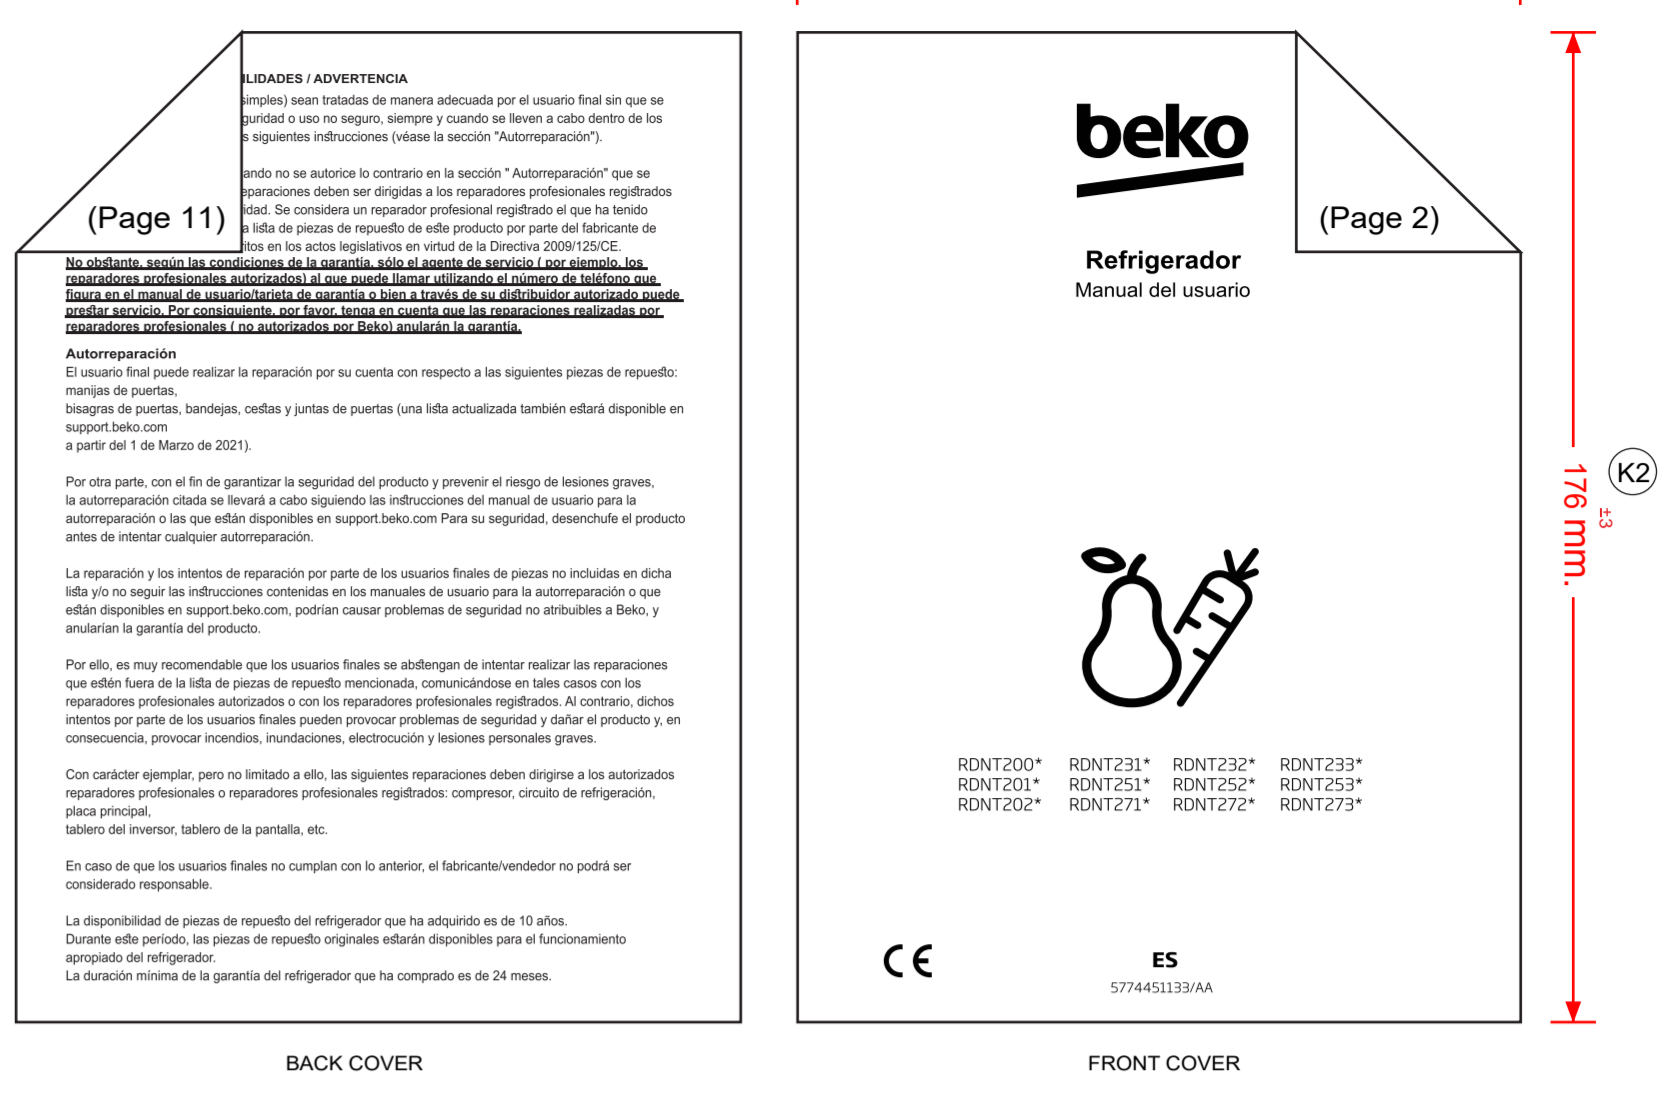 ILIDADES / ADVERTENCIA
simples) sean tratadas de manera adecuada por el usuario final sin que se
guridad o uso no seguro, siempre y cuando se lleven a cabo dentro de los
s siguientes instrucciones (véase la sección "Autorreparación").
ando no se autorice lo contrario en la sección " Autorreparación" que se
eparaciones deben ser dirigidas a los reparadores profesionales registrados
idad. Se considera un reparador profesional registrado el que ha tenido
a lista de piezas de repuesto de este producto por parte del fabricante de
ritos en los actos legislativos en virtud de la Directiva 2009/125/CE.
(Page 11)
No obstante, según las condiciones de la garantía, sólo el agente de servicio ( por ejemplo, los
reparadores profesionales autorizados) al que puede llamar utilizando el número de teléfono que
figura en el manual de usuario/tarjeta de garantía o bien a través de su distribuidor autorizado puede
prestar servicio. Por consiguiente, por favor, tenga en cuenta que las reparaciones realizadas por
reparadores profesionales ( no autorizados por Beko) anularán la garantía.
Autorreparación
El usuario final puede realizar la reparación por su cuenta con respecto a las siguientes piezas de repuesto:
manijas de puertas,
bisagras de puertas, bandejas, cestas y juntas de puertas (una lista actualizada también estará disponible en
support.beko.com
a partir del 1 de Marzo de 2021).
Por otra parte, con el fin de garantizar la seguridad del producto y prevenir el riesgo de lesiones graves,
la autorreparación citada se llevará a cabo siguiendo las instrucciones del manual de usuario para la
autorreparación o las que están disponibles en support.beko.com Para su seguridad, desenchufe el producto
antes de intentar cualquier autorreparación.
La reparación y los intentos de reparación por parte de los usuarios finales de piezas no incluidas en dicha
lista y/o no seguir las instrucciones contenidas en los manuales de usuario para la autorreparación o que
están disponibles en support.beko.com, podrían causar problemas de seguridad no atribuibles a Beko, y
anularían la garantía del producto.
Por ello, es muy recomendable que los usuarios finales se abstengan de intentar realizar las reparaciones
que estén fuera de la lista de piezas de repuesto mencionada, comunicándose en tales casos con los
reparadores profesionales autorizados o con los reparadores profesionales registrados. Al contrario, dichos
intentos por parte de los usuarios finales pueden provocar problemas de seguridad y dañar el producto y, en
consecuencia, provocar incendios, inundaciones, electrocución y lesiones personales graves.
Con carácter ejemplar, pero no limitado a ello, las siguientes reparaciones deben dirigirse a los autorizados
reparadores profesionales o reparadores profesionales registrados: compresor, circuito de refrigeración,
placa principal,
tablero del inversor, tablero de la pantalla, etc.
En caso de que los usuarios finales no cumplan con lo anterior, el fabricante/vendedor no podrá ser
considerado responsable.
La disponibilidad de piezas de repuesto del refrigerador que ha adquirido es de 10 años.
Durante este período, las piezas de repuesto originales estarán disponibles para el funcionamiento
apropiado del refrigerador.
La duración mínima de la garantía del refrigerador que ha comprado es de 24 meses.
BACK COVER
beko
(Page 2)
Refrigerador
Manual del usuario
RDNT200* RDNT231* RDNT232* RDNT233*
RDNT201* RDNT251* RDNT252* RDNT253*
RDNT202* RDNT271* RDNT272* RDNT273*
CE
ES
5774451133/AA
FRONT COVER
176 mm.
±3
K2